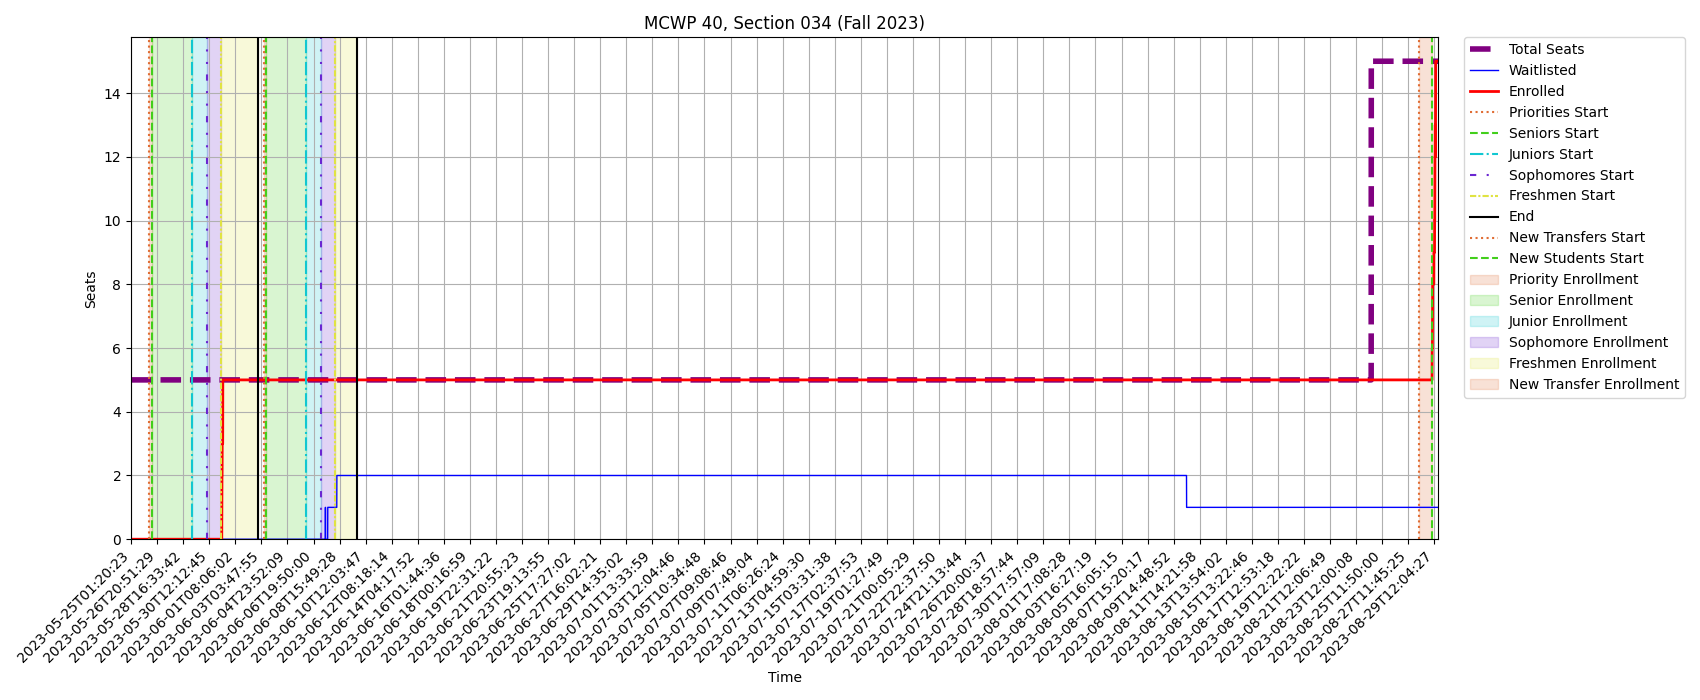 MCWP 40, Section 034 (Fall 2023)
Seats
14
12
10
8
6
4
2
0
2023-05-25T01:20:23
2023-05-26T20:51:29
2023-05-28T16:33:42
2023-05-30T12:12:45
2023-06-01T08:06:02
2023-06-03T03:47:55
2023-06-04T23:52:09
2023-06-06T19:50:00
2023-06-08T15:49:28
2023-06-10T12:03:47
2023-06-12T08:18:14
2023-06-14T04:17:52
2023-06-16T01:44:36
2023-06-18T00:16:59
2023-06-19T22:31:22
2023-06-21T20:55:23
2023-06-23T19:13:55
2023-06-25T17:27:02
2023-06-27T16:02:21
2023-06-29T14:35:02
2023-07-01T13:33:59
2023-07-03T12:04:46
2023-07-05T10:34:48
2023-07-07T09:08:46
2023-07-09T07:49:04
2023-07-11T06:26:24
2023-07-13T04:59:30
2023-07-15T03:31:38
2023-07-17T02:37:53
2023-07-19T01:27:49
2023-07-21T00:05:29
2023-07-22T22:37:50
2023-07-24T21:13:44
2023-07-26T20:00:37
2023-07-28T18:57:44
2023-07-30T17:57:09
2023-08-01T17:08:28
2023-08-03T16:27:19
2023-08-05T16:05:15
2023-08-07T15:20:17
2023-08-09T14:48:52
2023-08-11T14:21:58
2023-08-13T13:54:02
2023-08-15T13:22:46
2023-08-17T12:53:18
2023-08-19T12:22:22
2023-08-21T12:06:49
2023-08-23T12:00:08
2023-08-25T11:50:00
2023-08-27T11:45:25
2023-08-29T12:04:27
Time
Total Seats
Waitlisted
Enrolled
Priorities Start
Seniors Start
Juniors Start
Sophomores Start
Freshmen Start
End
New Transfers Start
New Students Start
Priority Enrollment
Senior Enrollment
Junior Enrollment
Sophomore Enrollment
Freshmen Enrollment
New Transfer Enrollment